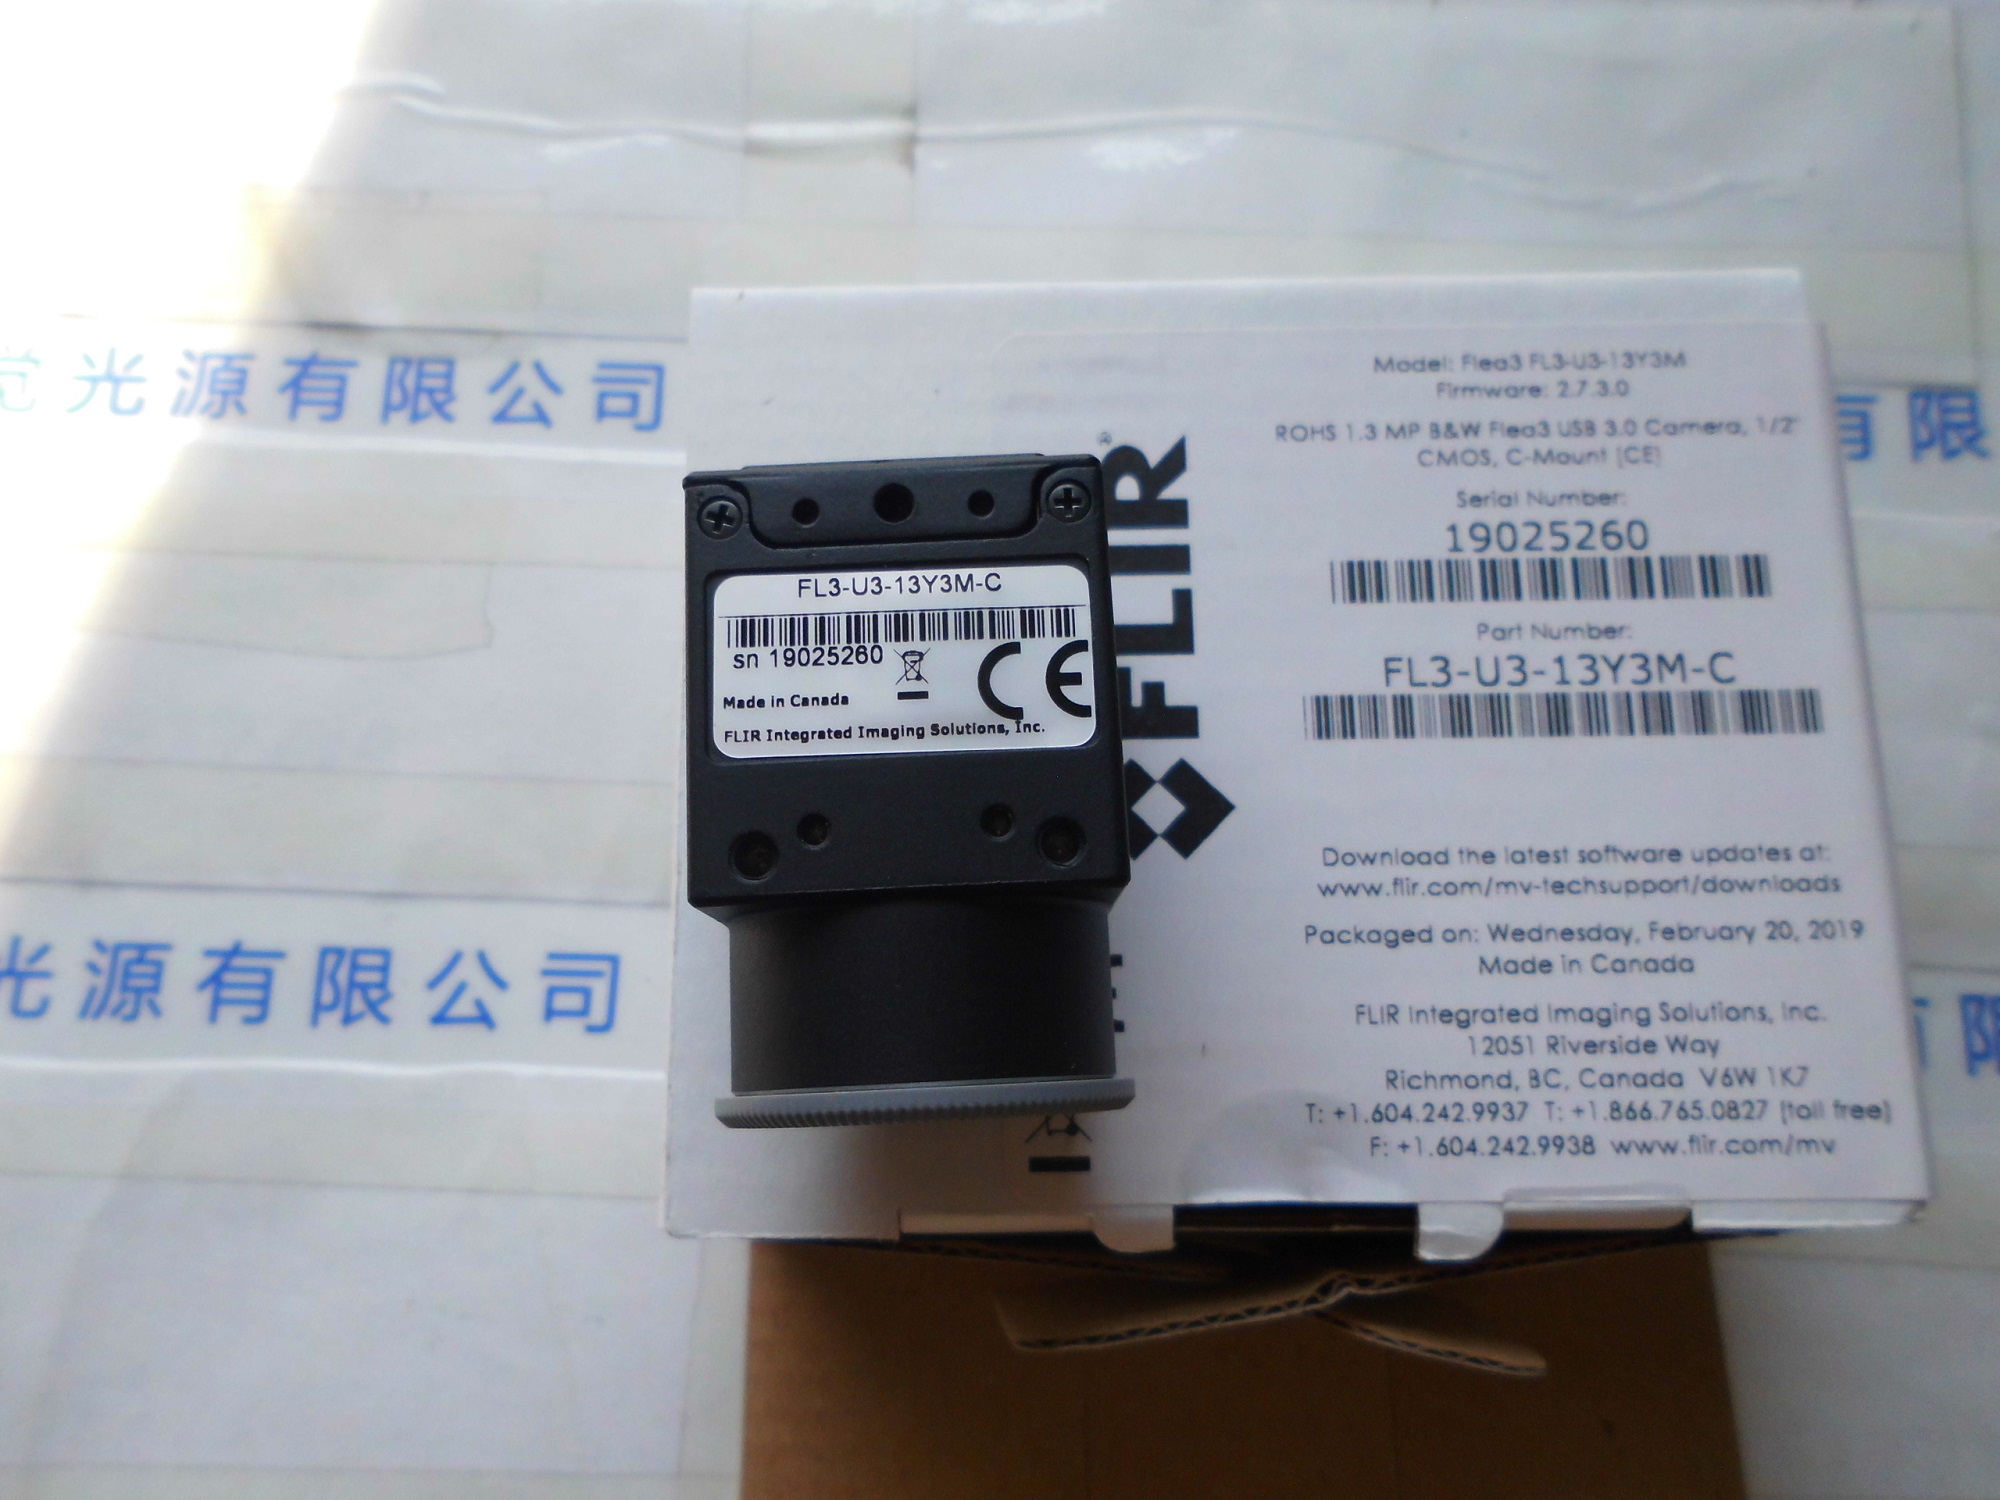 光源有限公司
有限
光源有限公司
限
FL3-U3-13Y3M-C
sn 19025260
Made in Canada
CE
FLIR Integrated Imaging Solutions, Inc.
FLIR®
Model: Flea3 FL3-U3-13Y3M
Firmware: 2.7.3.0
ROHS 1.3 MP B&W Flea3 USB 3.0 Camera, 1/2"
CMOS, C-Mount [CE]
Serial Number:
19025260
Part Number:
FL3-U3-13Y3M-C
Download the latest software updates at:
www.flir.com/mv-techsupport/downloads
Packaged on: Wednesday, February 20, 2019
Made in Canada
FLIR Integrated Imaging Solutions, Inc.
12051 Riverside Way
Richmond, BC, Canada V6W 1K7
T: +1.604.242.9937 T: +1.866.765.0827 (toll free)
F: +1.604.242.9938 www.flir.com/mv